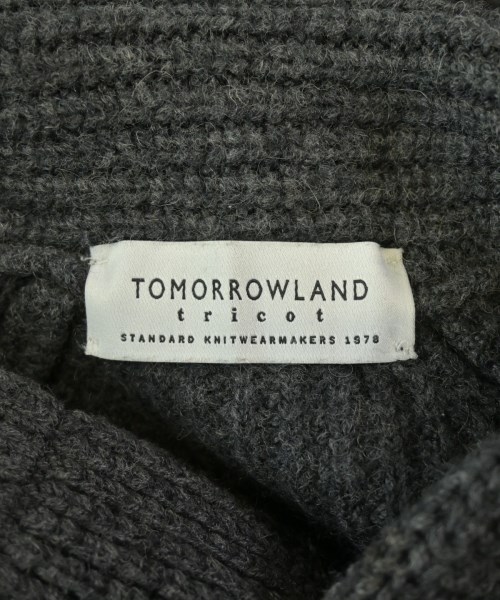 TOMORROWLAND
tricot
STANDARD KNITWEARMAKERS 1978